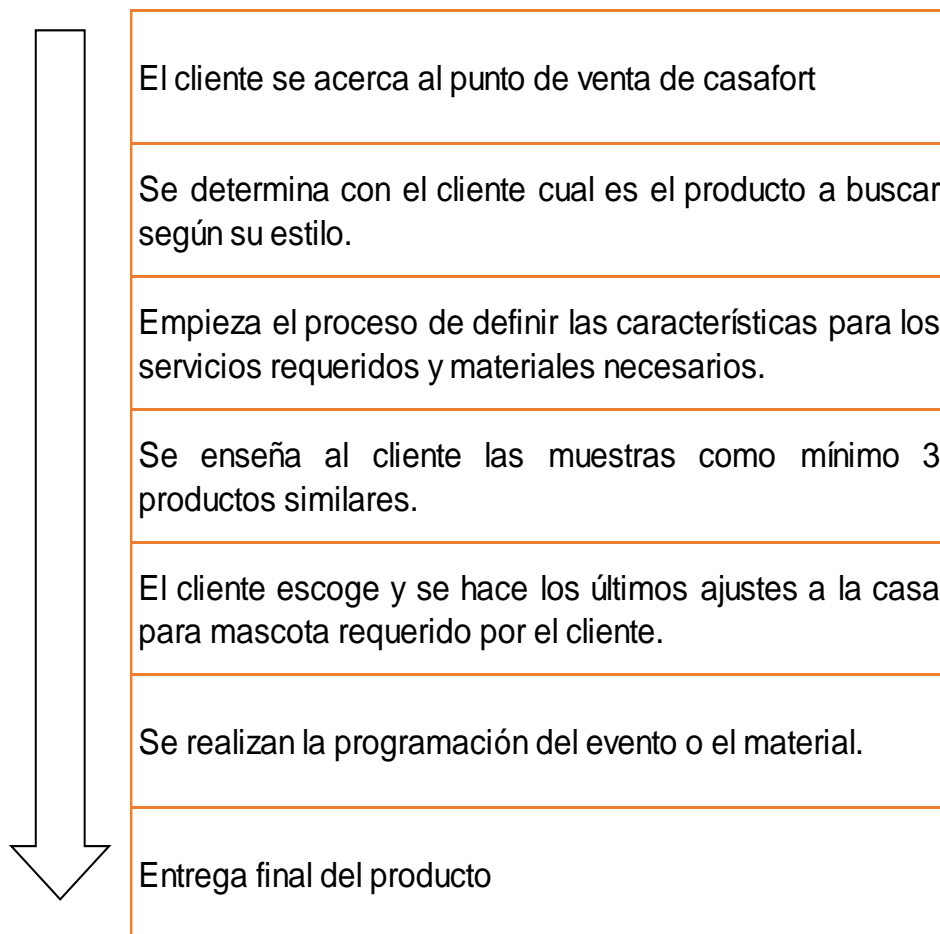 El cliente se acerca al punto de venta de casafort
Se determina con el cliente cual es el producto a buscar
según su estilo.
Empieza el proceso de definir las características para los
servicios requeridos y materiales necesarios.
Se enseña al cliente las muestras como mínimo 3
productos similares.
El cliente escoge y se hace los últimos ajustes a la casa
para mascota requerido por el cliente.
Se realizan la programación del evento o el material.
Entrega final del producto